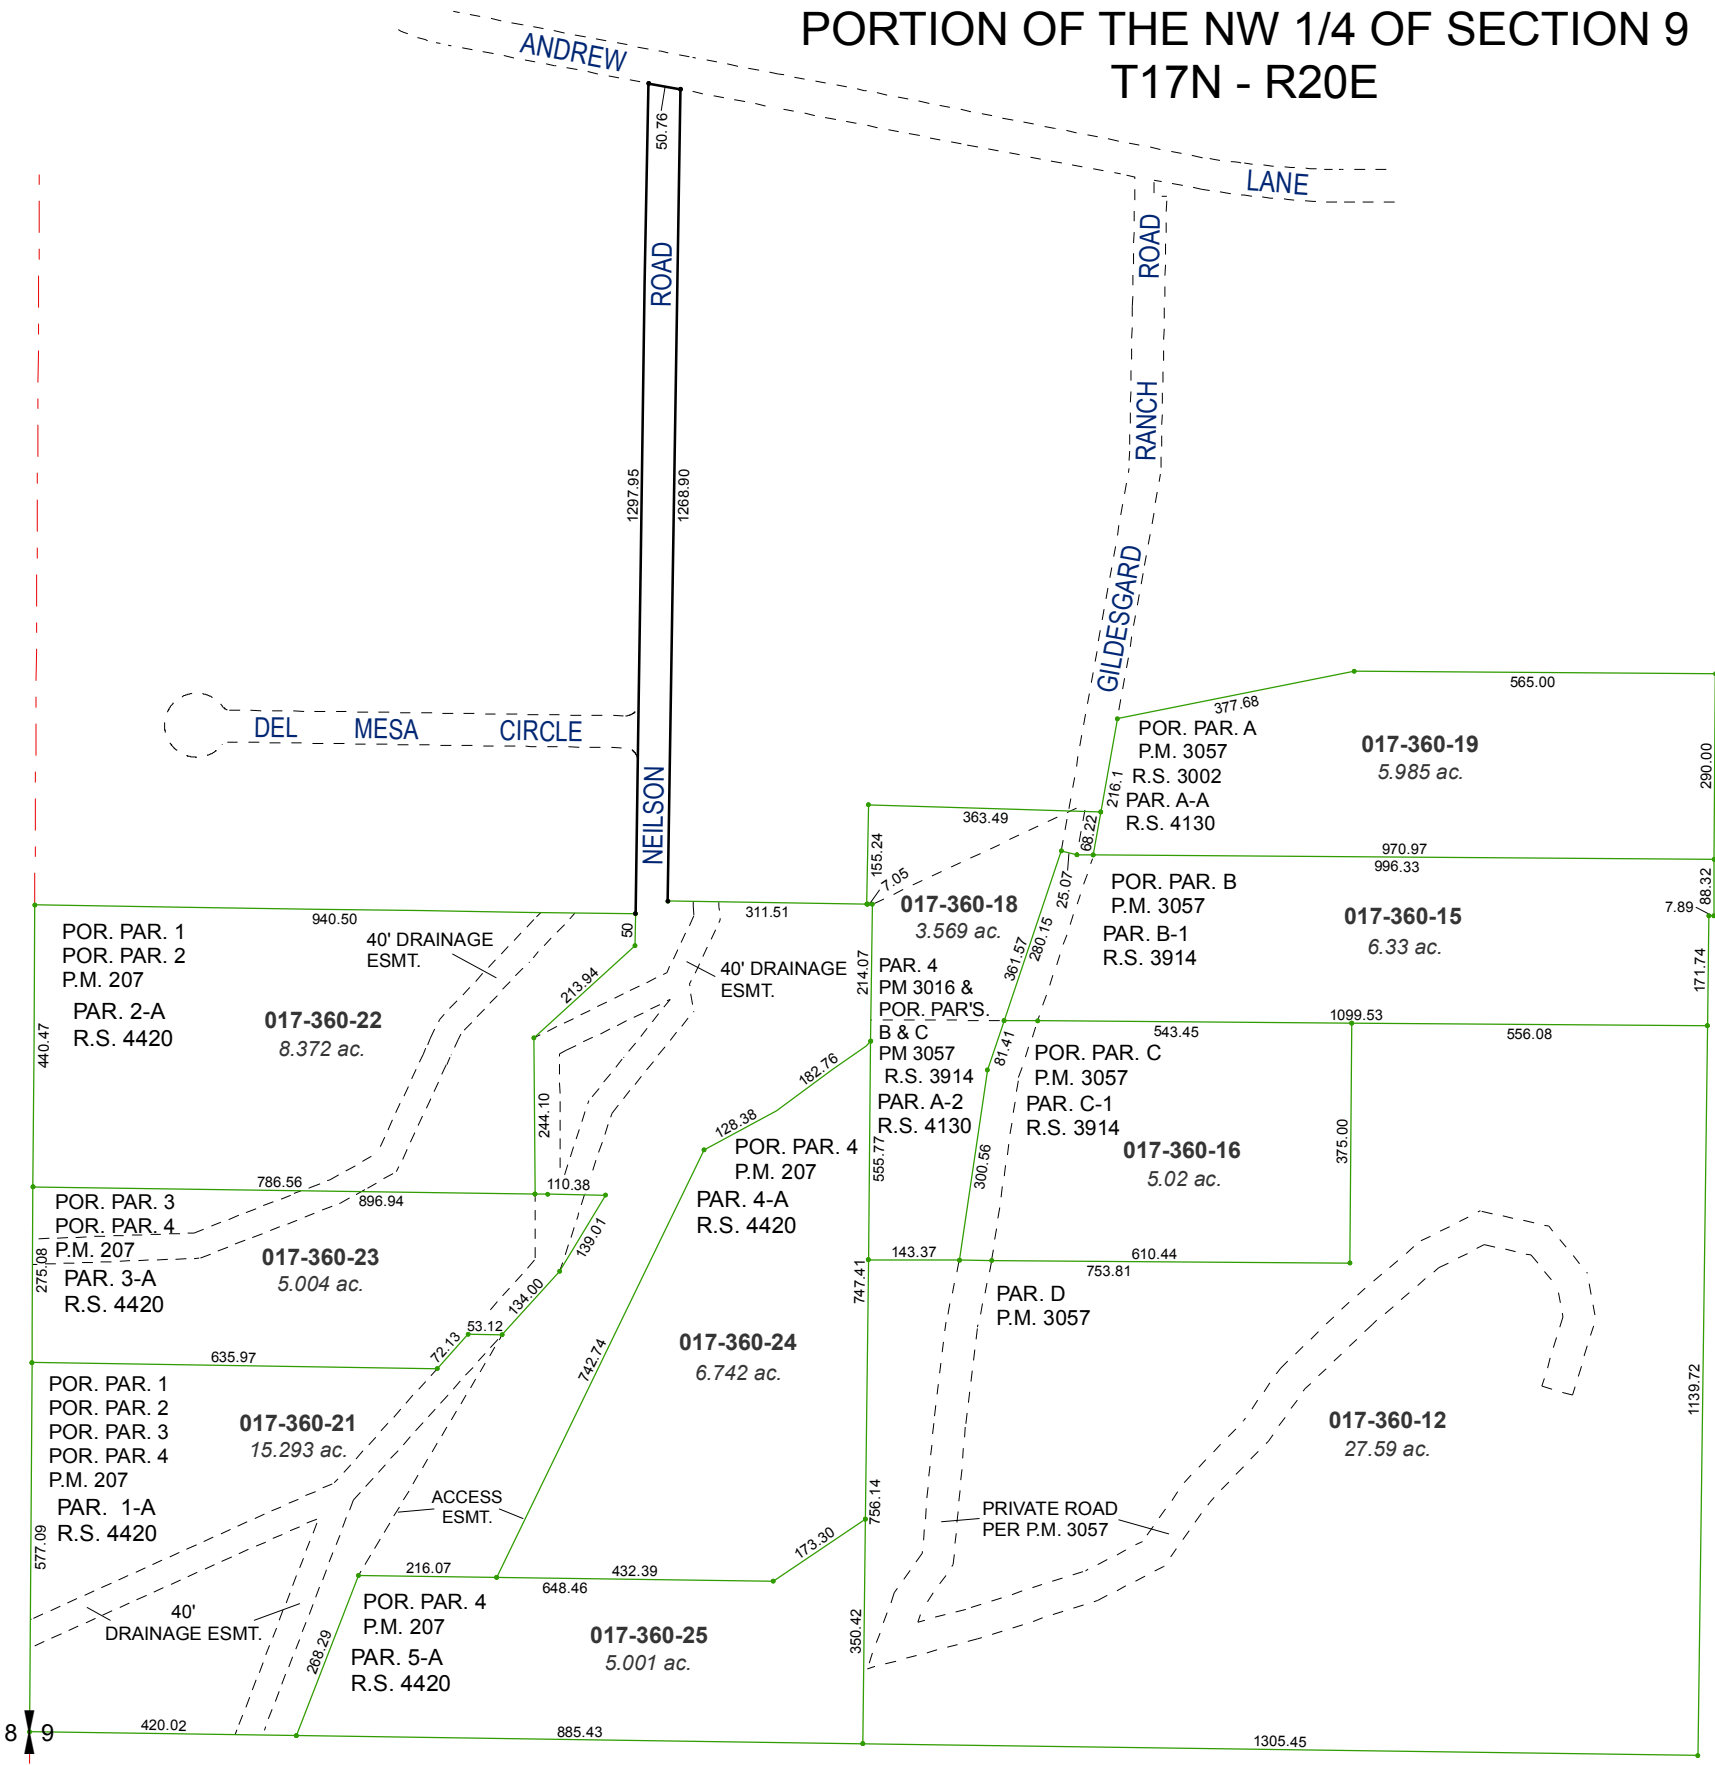 PORTION OF THE NW 1/4 OF SECTION 9
T17N - R20E
ANDREW
LANE
50.76
ROAD
ROAD
RANCH
GILDESGARD
1297.95
1268.90
NEILSON
DEL MESA CIRCLE
565.00
377.68
POR. PAR. A
P.M. 3057
R.S. 3002
PAR. A-A
R.S. 4130
017-360-19
5.985 ac.
290.00
216.1
68.22
970.97
996.33
363.49
155.24
7.05
25.07
88.32
7.89
POR. PAR. B
P.M. 3057
PAR. B-1
R.S. 3914
017-360-15
6.33 ac.
171.74
017-360-18
3.569 ac.
PAR. 4
PM 3016 &
POR. PAR'S.
B & C
PM 3057
R.S. 3914
PAR. A-2
R.S. 4130
361.57
280.15
214.07
940.50
50
311.51
POR. PAR. 1
POR. PAR. 2
P.M. 207
PAR. 2-A
R.S. 4420
40' DRAINAGE
ESMT.
017-360-22
8.372 ac.
440.47
213.94
244.10
40' DRAINAGE
ESMT.
182.76
128.38
1099.53
543.45
556.08
81.41
POR. PAR. C
P.M. 3057
PAR. C-1
R.S. 3914
017-360-16
5.02 ac.
375.00
300.56
555.77
786.56
896.94
110.38
POR. PAR. 3
POR. PAR. 4
P.M. 207
PAR. 3-A
R.S. 4420
017-360-23
5.004 ac.
275.08
139.01
134.00
53.12
72.13
POR. PAR. 4
P.M. 207
PAR. 4-A
R.S. 4420
017-360-24
6.742 ac.
742.74
747.41
143.37
610.44
753.81
PAR. D
P.M. 3057
635.97
POR. PAR. 1
POR. PAR. 2
POR. PAR. 3
POR. PAR. 4
P.M. 207
PAR. 1-A
R.S. 4420
017-360-21
15.293 ac.
577.09
017-360-12
27.59 ac.
1139.72
ACCESS
ESMT.
756.14
PRIVATE ROAD
PER P.M. 3057
173.30
216.07
432.39
648.46
40'
DRAINAGE ESMT.
POR. PAR. 4
P.M. 207
PAR. 5-A
R.S. 4420
017-360-25
5.001 ac.
268.29
350.42
8 9
420.02
885.43
1305.45